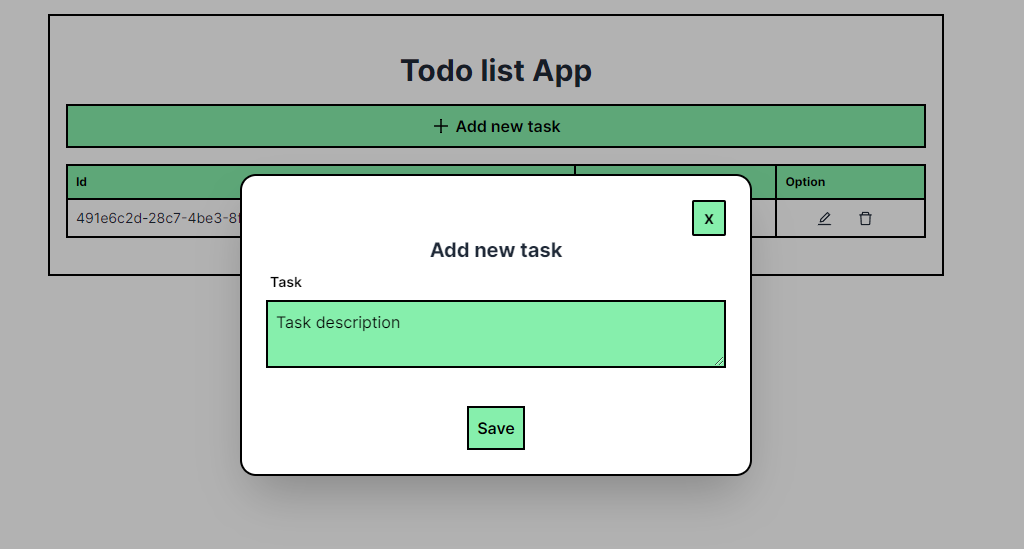 Todo list App
Add new task
Id Option
491e6c2d-28c7-4be3-8
X
Add new task
Task
Task description
Save